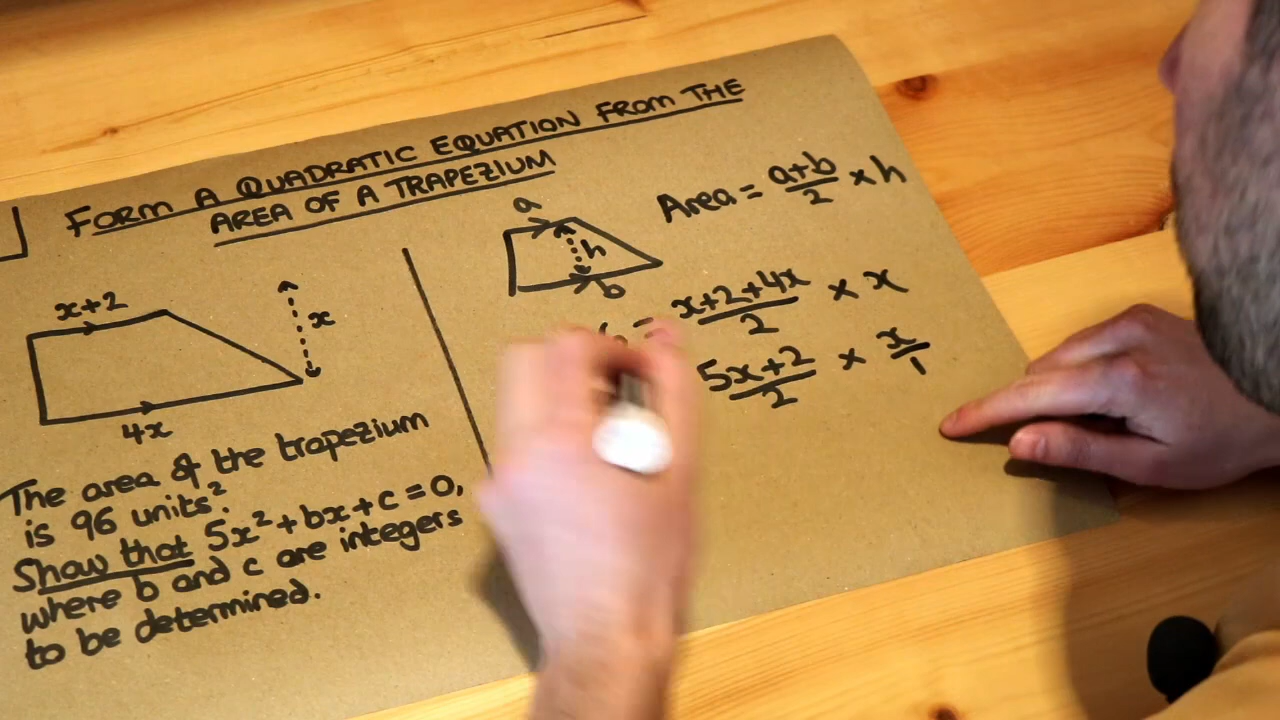 FORM A QUADRATIC EQUATION FROM THE
AREA OF A TRAPEZIUM
x+2
x
4x
The area of the trapezium
is 96 units².
Show that 5x²+bx+c=0,
where b and c are integers
to be determined.
a
h
b
Area = a+b/2 × h
= x+2+4x/2 × x
5x+2/2 × x/1